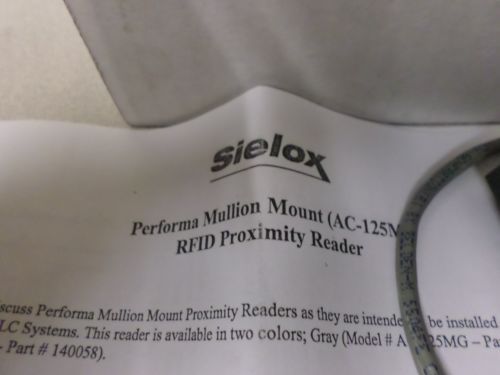 sielox
Performa Mullion Mount (AC-125M
RFID Proximity Reader
scuss Performa Mullion Mount Proximity Readers as they are intende be installed
LC Systems. This reader is available in two colors; Gray (Model # A 25MG – Pa
- Part # 140058).